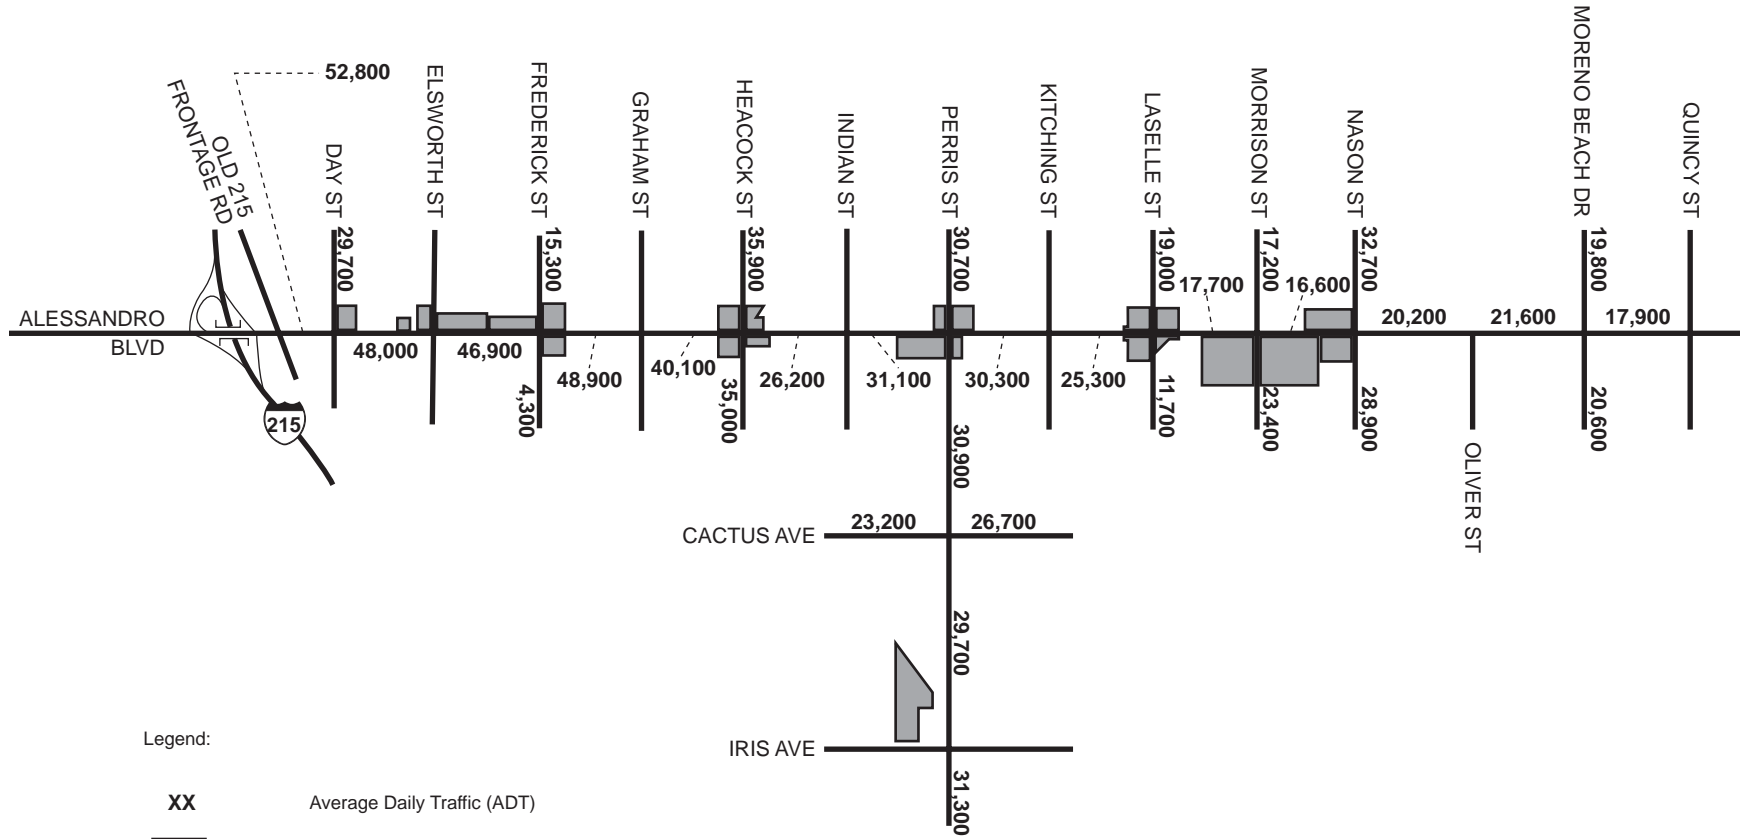 52,800
FRONTAGE RD
OLD 215
DAY ST
ELSWORTH ST
FREDERICK ST
GRAHAM ST
HEACOCK ST
INDIAN ST
PERRIS ST
KITCHING ST
LASELLE ST
MORRISON ST
NASON ST
MORENO BEACH DR
QUINCY ST
29,700
15,300
35,900
30,700
19,000
17,200
32,700
19,800
17,700
16,600
ALESSANDRO
BLVD
20,200
21,600
17,900
48,000
46,900
48,900
40,100
26,200
31,100
30,300
25,300
4,300
35,000
11,700
23,400
28,900
20,600
215
30,900
OLIVER ST
CACTUS AVE
23,200
26,700
29,700
IRIS AVE
31,300
Legend:
XX Average Daily Traffic (ADT)